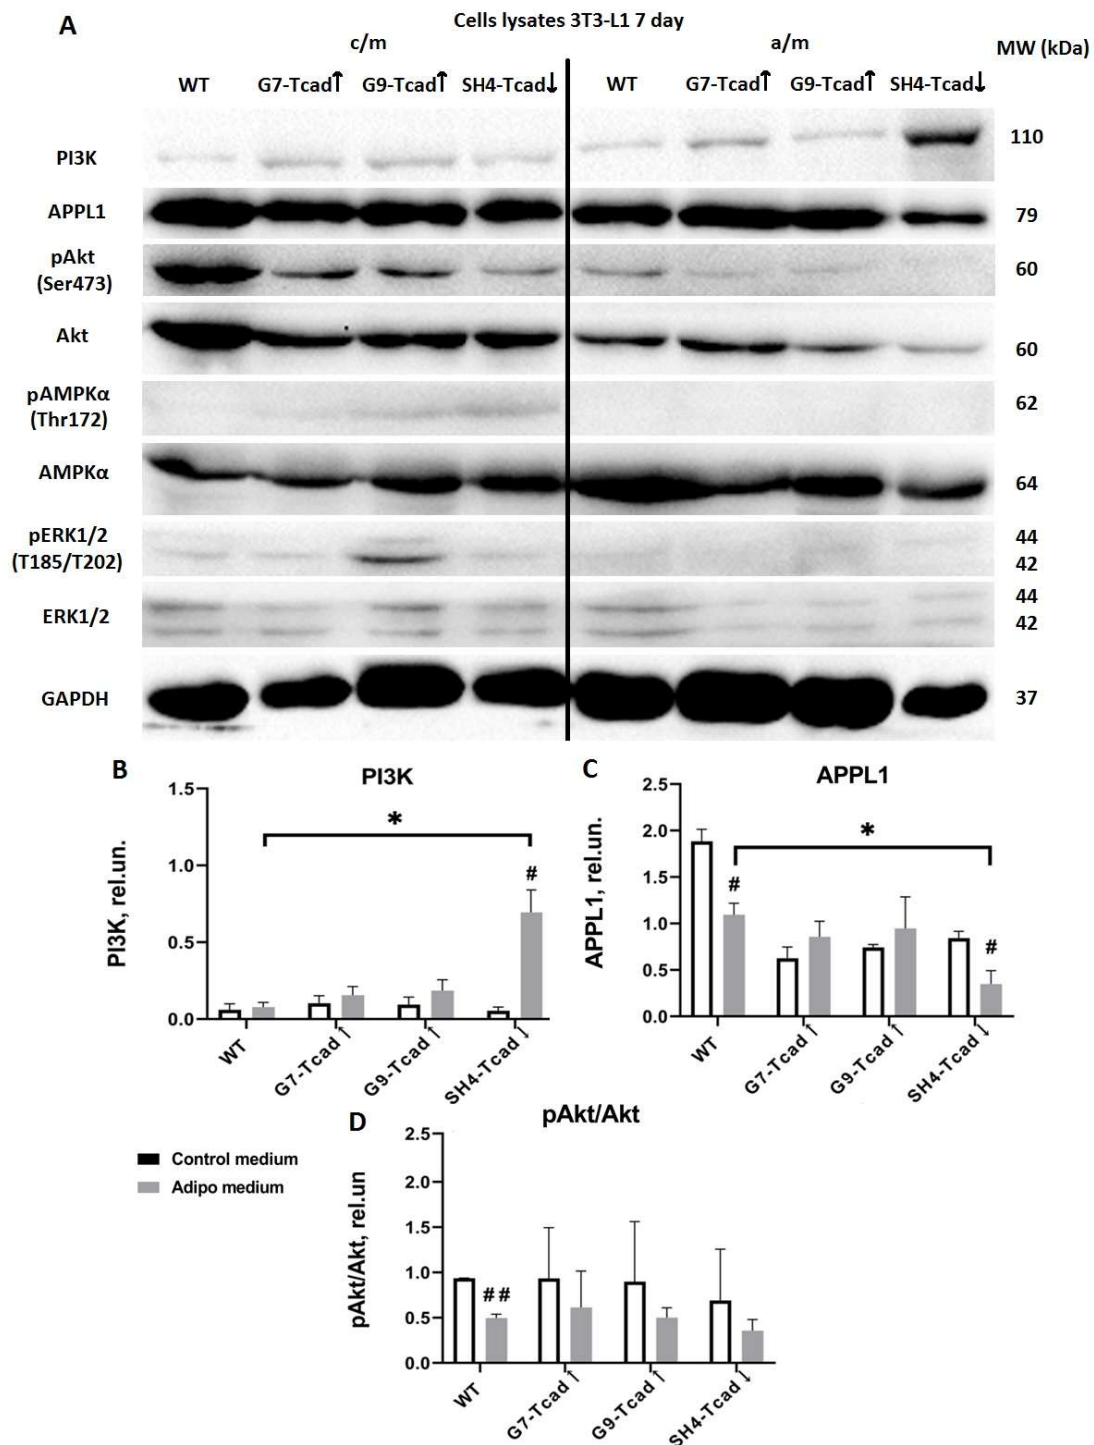 A
Cells lysates 3T3-L1 7 day
c/m
a/m
MW (kDa)
WT G7-Tcad↑ G9-Tcad↑ SH4-Tcad↓ WT G7-Tcad↑ G9-Tcad↑ SH4-Tcad↓
PI3K 110
APPL1 79
pAkt
(Ser473) 60
Akt 60
pAMPKα
(Thr172) 62
AMPKα 64
pERK1/2 44
(T185/T202) 42
ERK1/2 44
42
GAPDH 37
B
PI3K
PI3K, rel.un.
1.5
1.0
0.5
0.0
*
#
WT
G7-Tcad↑
G9-Tcad↑
SH4-Tcad↓
C
APPL1
APPL1, rel.un.
2.5
2.0
1.5
1.0
0.5
0.0
#
*
#
WT
G7-Tcad↑
G9-Tcad↑
SH4-Tcad↓
Control medium
Adipo medium
D
pAkt/Akt
pAkt/Akt, rel.un
2.5
2.0
1.5
1.0
0.5
0.0
##
WT
G7-Tcad↑
G9-Tcad↑
SH4-Tcad↓